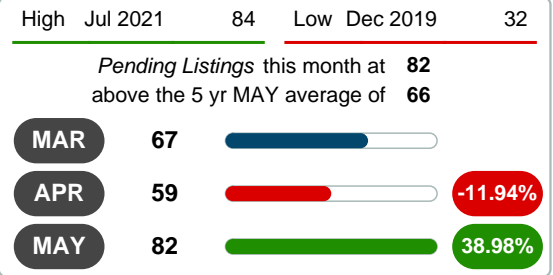 High Jul 2021 84 Low Dec 2019 32
Pending Listings this month at 82
above the 5 yr MAY average of 66
MAR 67
APR 59 -11.94%
MAY 82 38.98%